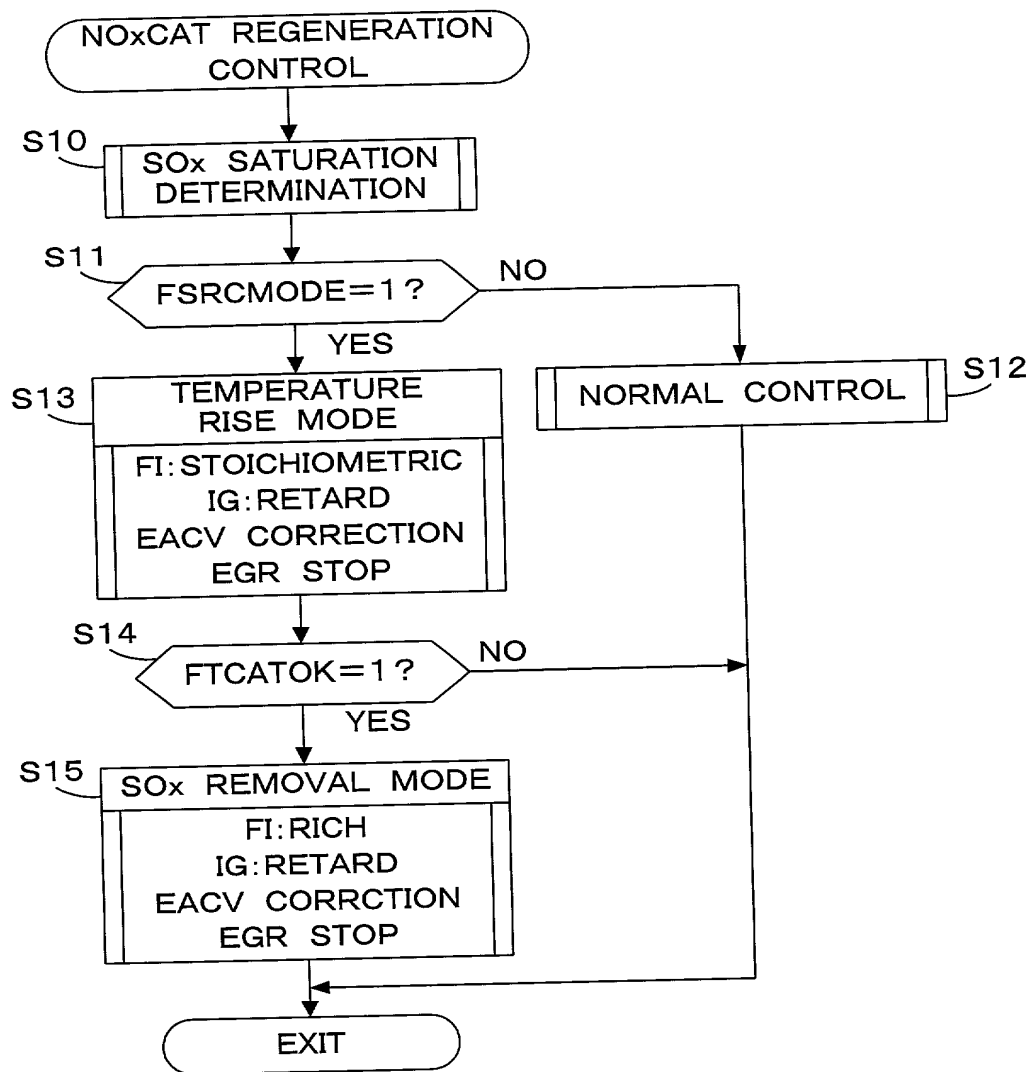 NOxCAT REGENERATION
CONTROL
S10
SOx SATURATION
DETERMINATION
S11
FSRCMODE=1?
NO
YES
S13
TEMPERATURE
RISE MODE
FI:STOICHIOMETRIC
IG:RETARD
EACV CORRECTION
EGR STOP
NORMAL CONTROL
S12
S14
FTCATOK=1?
NO
YES
S15
SOx REMOVAL MODE
FI:RICH
IG:RETARD
EACV CORRCTION
EGR STOP
EXIT